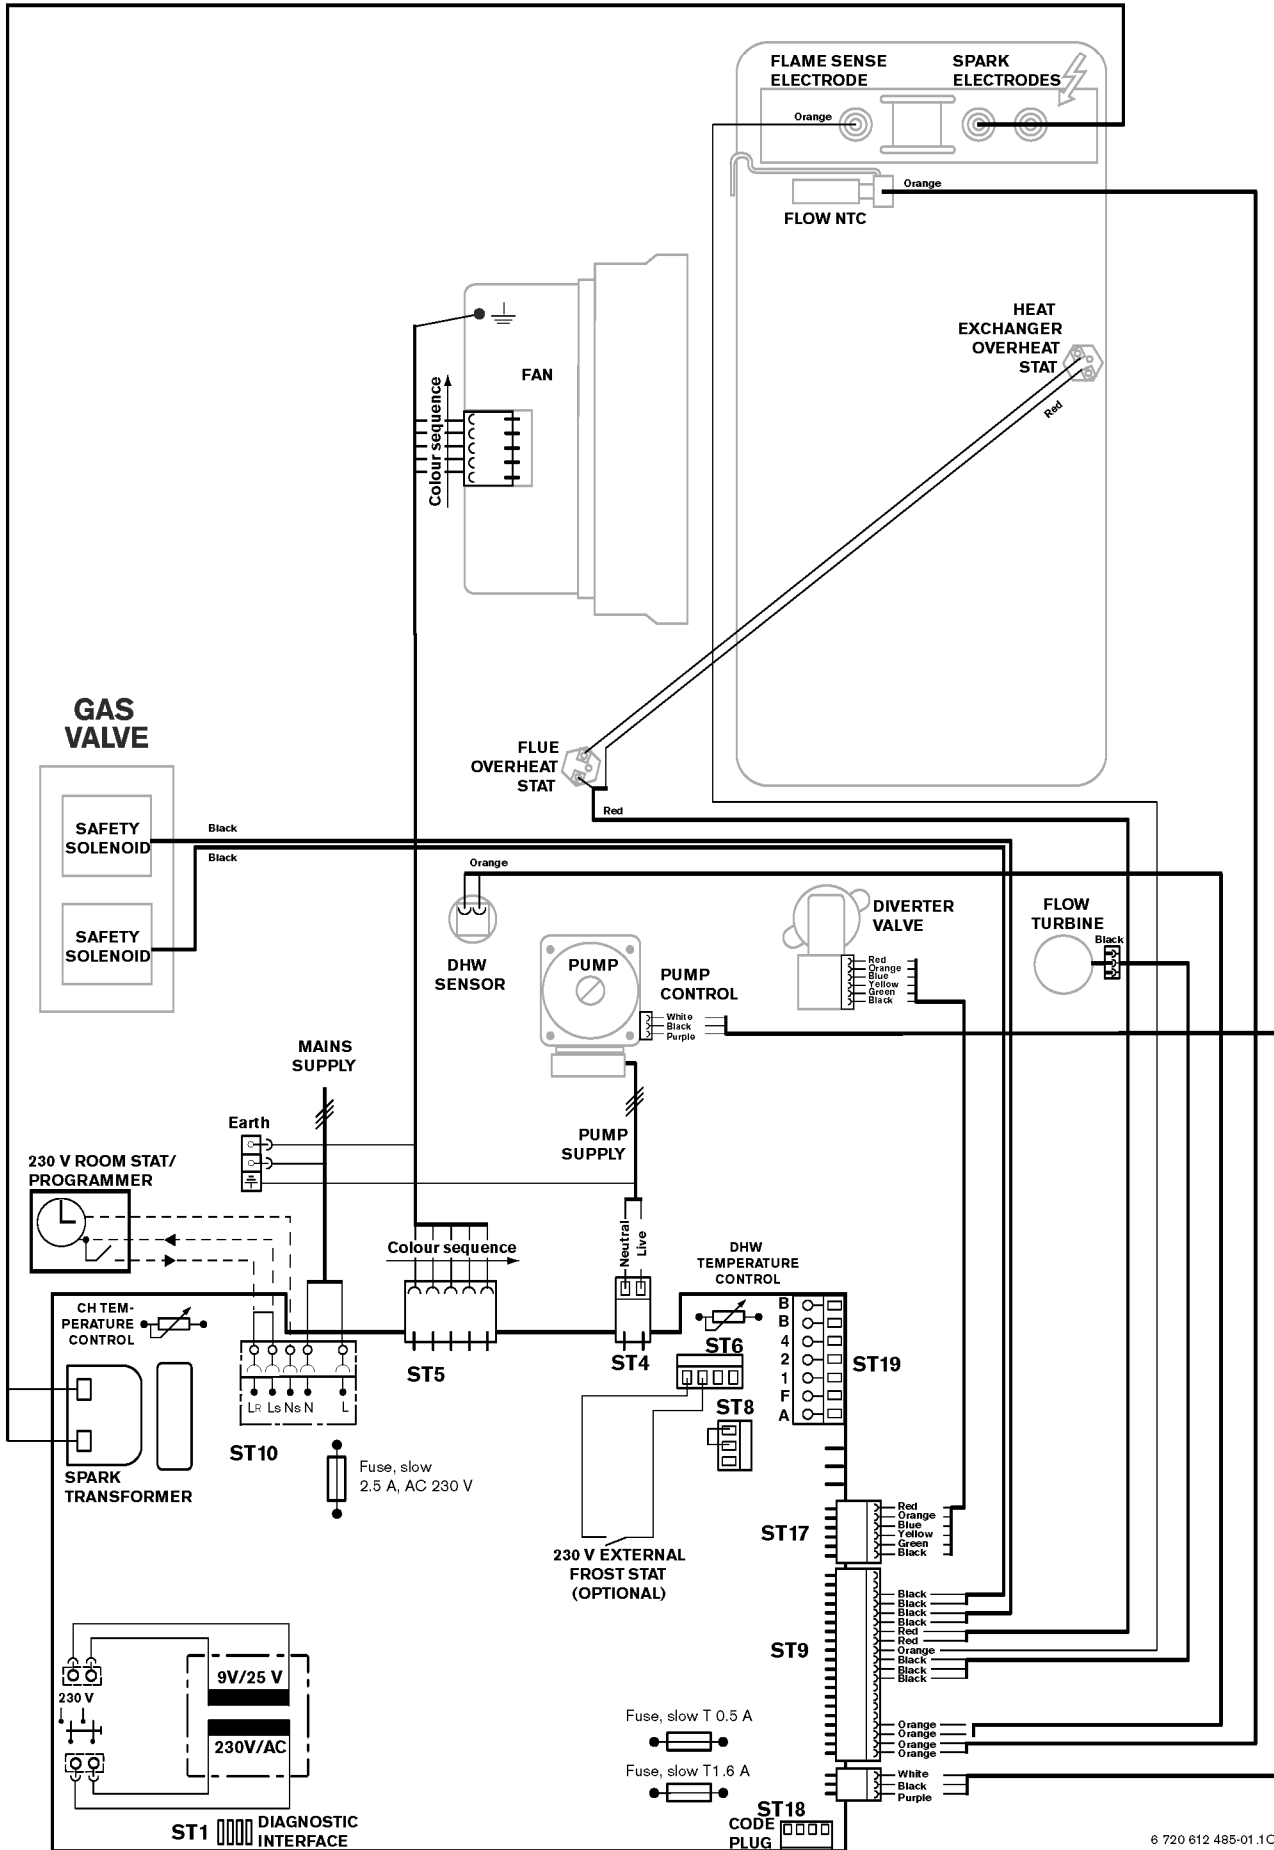 FLAME SENSE
ELECTRODE
SPARK
ELECTRODES
Orange
Orange
FLOW NTC
HEAT
EXCHANGER
OVERHEAT
STAT
Red
FAN
Colour sequence
GAS
VALVE
FLUE
OVERHEAT
STAT
Red
SAFETY
SOLENOID
Black
Black
SAFETY
SOLENOID
Orange
DHW
SENSOR
PUMP
PUMP
CONTROL
White
Black
Purple
DIVERTER
VALVE
Red
Orange
Blue
Yellow
Green
Black
FLOW
TURBINE
Black
MAINS
SUPPLY
Earth
PUMP
SUPPLY
230 V ROOM STAT/
PROGRAMMER
Neutral
Live
Colour sequence
DHW
TEMPERATURE
CONTROL
CH TEM-
PERATURE
CONTROL
B
B
4
2
1
F
A
ST19
ST6
ST4
ST5
ST8
LR Ls Ns N L
ST10
SPARK
TRANSFORMER
Fuse, slow
2.5 A, AC 230 V
ST17
Red
Orange
Blue
Yellow
Green
Black
230 V EXTERNAL
FROST STAT
(OPTIONAL)
ST9
Black
Black
Black
Black
Red
Red
Orange
Black
Black
Black
Orange
Orange
Orange
Orange
9V/25 V
230V/AC
230 V
Fuse, slow T 0.5 A
Fuse, slow T1.6 A
White
Black
Purple
ST18
CODE
PLUG
ST1
DIAGNOSTIC
INTERFACE
6 720 612 485-01.1O